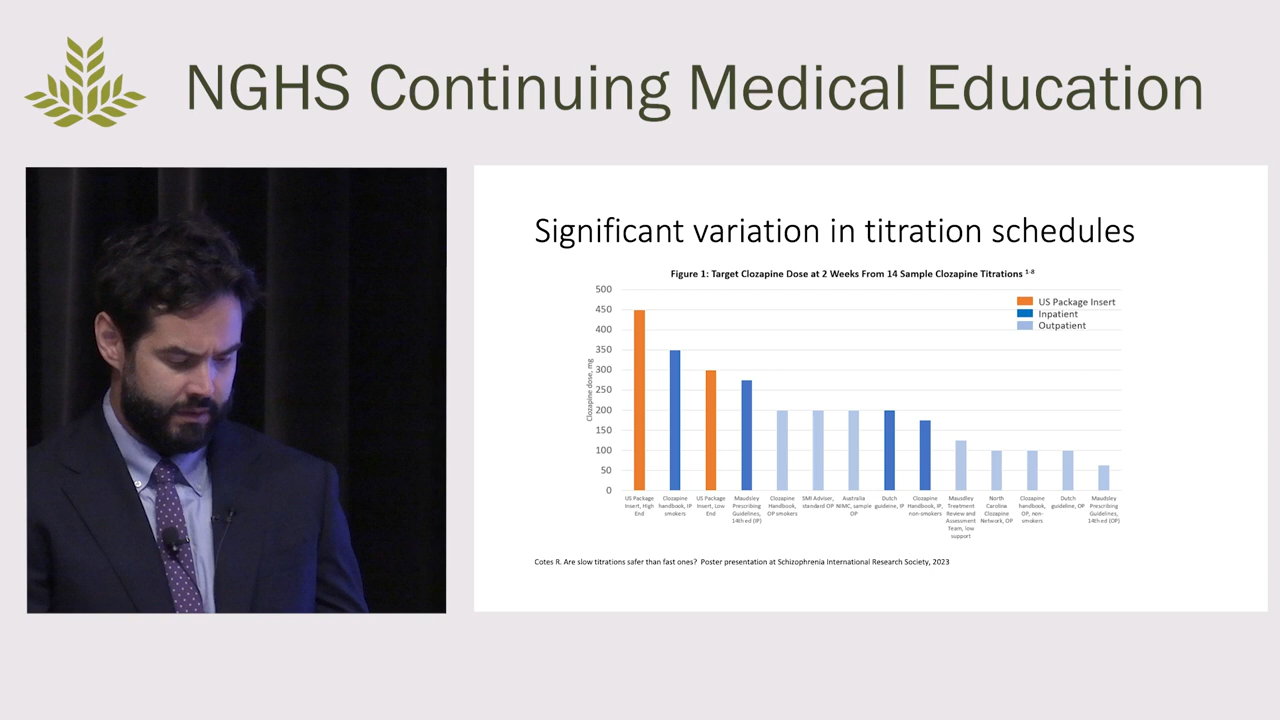 NGHS Continuing Medical Education
Significant variation in titration schedules
Figure 1: Target Clozapine Dose at 2 Weeks From 14 Sample Clozapine Titrations 1-8
US Package Insert
Inpatient
Outpatient
Clozapine dose, mg
500
450
400
350
300
250
200
150
100
50
0
US Package
Insert, High
End
Clozapine
handbook, IP
smokers
US Package
Insert, Low
End
Maudsley
Prescribing
Guidelines,
14th ed (IP)
Clozapine
Handbook,
OP smokers
SMI Adviser,
standard OP
Australia
NIMC, sample
OP
Dutch
guideline, IP
Clozapine
Handbook, IP,
non-smokers
Mausdley
Treatment
Review and
Assessment
Team, low
support
North
Carolina
Clozapine
Network, OP
Clozapine
handbook,
OP, non-
smokers
Dutch
guideline, OP
Maudsley
Prescribing
Guidelines,
14th ed (OP)
Cotes R. Are slow titrations safer than fast ones? Poster presentation at Schizophrenia International Research Society, 2023